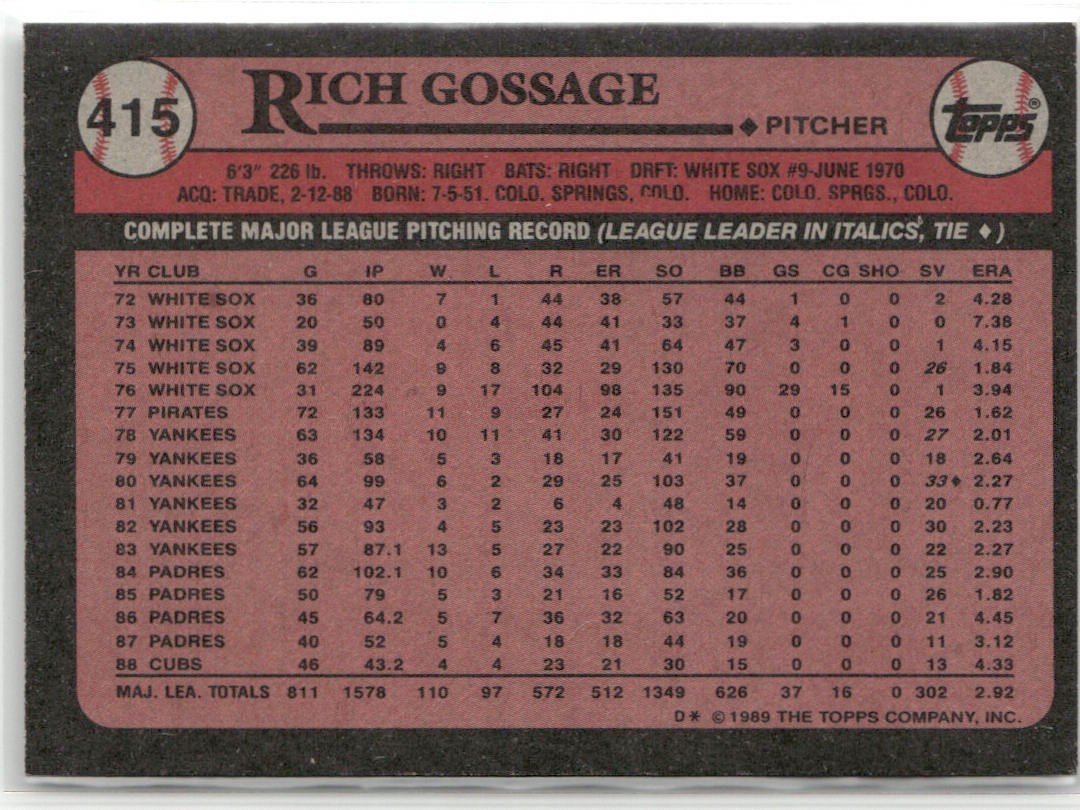 415 RICH GOSSAGE ◆ PITCHER topps®
6'3" 226 lb. THROWS: RIGHT BATS: RIGHT DRFT: WHITE SOX #9-JUNE 1970
ACQ: TRADE, 2-12-88 BORN: 7-5-51. COLO. SPRINGS, COLO. HOME: COLO. SPRGS., COLO.
COMPLETE MAJOR LEAGUE PITCHING RECORD (LEAGUE LEADER IN ITALICS, TIE ♦)
YR CLUB G IP W L R ER SO BB GS CG SHO SV ERA
72 WHITE SOX 36 80 7 1 44 38 57 44 1 0 0 2 4.28
73 WHITE SOX 20 50 0 4 44 41 33 37 4 1 0 0 7.38
74 WHITE SOX 39 89 4 6 45 41 64 47 3 0 0 1 4.15
75 WHITE SOX 62 142 9 8 32 29 130 70 0 0 0 26 1.84
76 WHITE SOX 31 224 9 17 104 98 135 90 29 15 0 1 3.94
77 PIRATES 72 133 11 9 27 24 151 49 0 0 0 26 1.62
78 YANKEES 63 134 10 11 41 30 122 59 0 0 0 27 2.01
79 YANKEES 36 58 5 3 18 17 41 19 0 0 0 18 2.64
80 YANKEES 64 99 6 2 29 25 103 37 0 0 0 33♦ 2.27
81 YANKEES 32 47 3 2 6 4 48 14 0 0 0 20 0.77
82 YANKEES 56 93 4 5 23 23 102 28 0 0 0 30 2.23
83 YANKEES 57 87.1 13 5 27 22 90 25 0 0 0 22 2.27
84 PADRES 62 102.1 10 6 34 33 84 36 0 0 0 25 2.90
85 PADRES 50 79 5 3 21 16 52 17 0 0 0 26 1.82
86 PADRES 45 64.2 5 7 36 32 63 20 0 0 0 21 4.45
87 PADRES 40 52 5 4 18 18 44 19 0 0 0 11 3.12
88 CUBS 46 43.2 4 4 23 21 30 15 0 0 0 13 4.33
MAJ. LEA. TOTALS 811 1578 110 97 572 512 1349 626 37 16 0 302 2.92
D* © 1989 THE TOPPS COMPANY, INC.